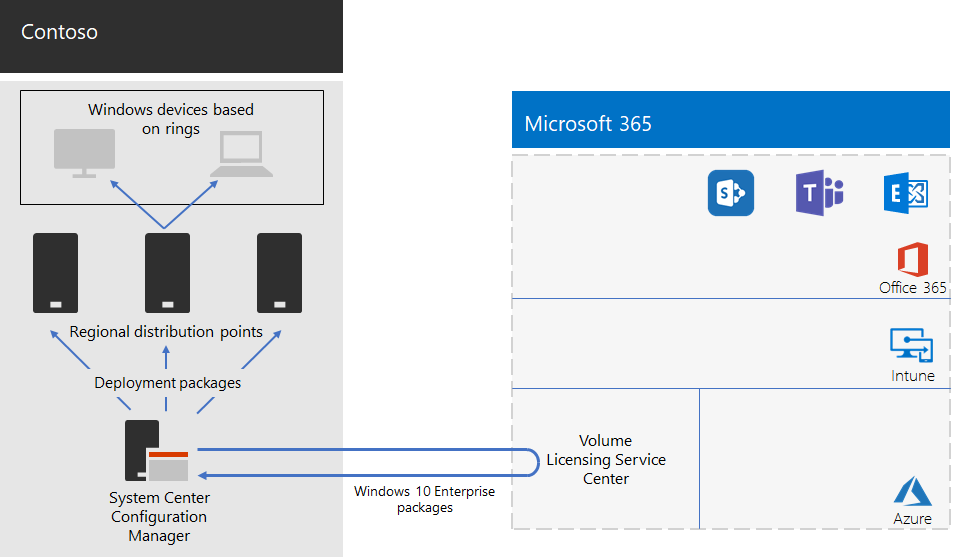 Contoso
Windows devices based
on rings
Regional distribution points
Deployment packages
System Center
Configuration
Manager
Windows 10 Enterprise
packages
Microsoft 365
S
T
E
Office 365
Intune
Volume
Licensing Service
Center
Azure